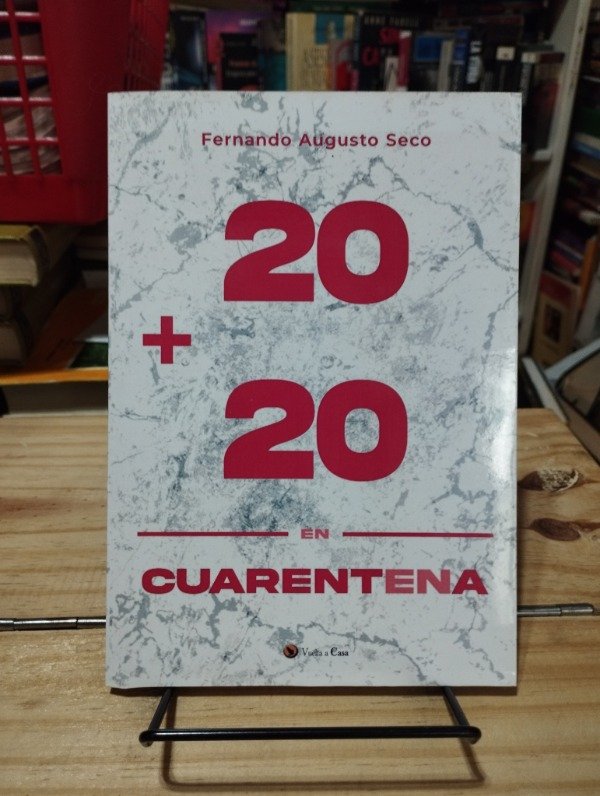 Fernando Augusto Seco
20
+
20
EN
CUARENTENA
Vuelta a Casa